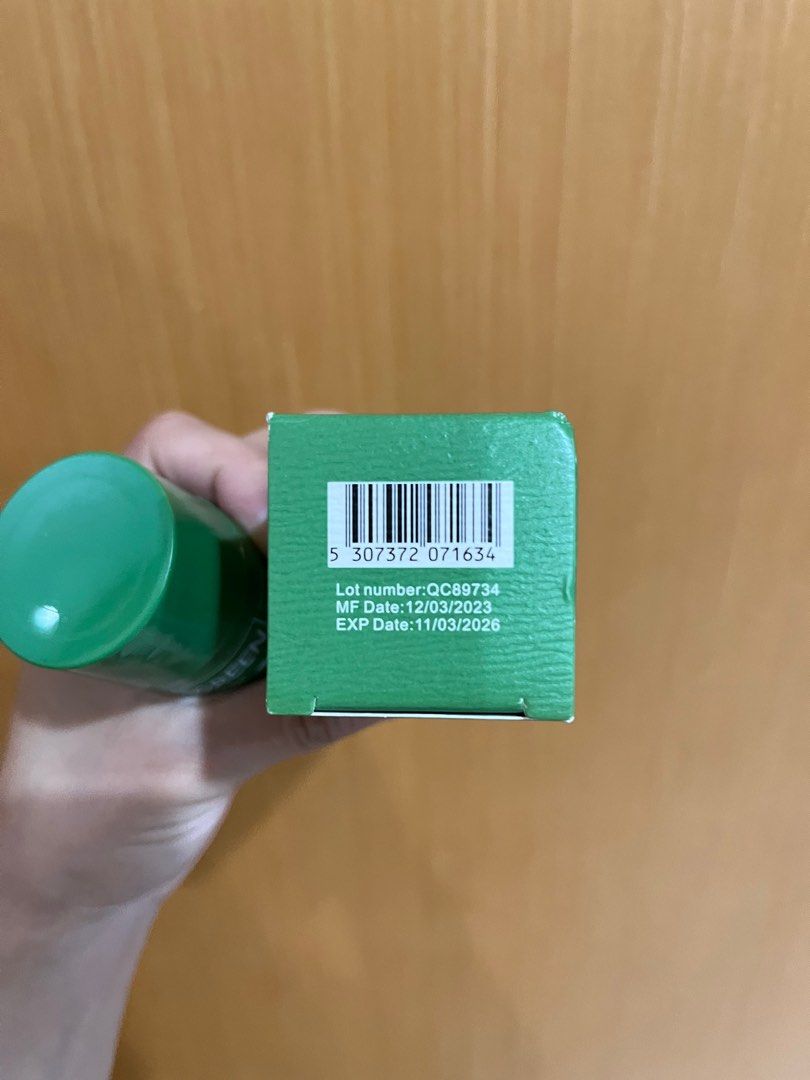 5 307372 071634
Lot number:QC89734
MF Date:12/03/2023
EXP Date:11/03/2026